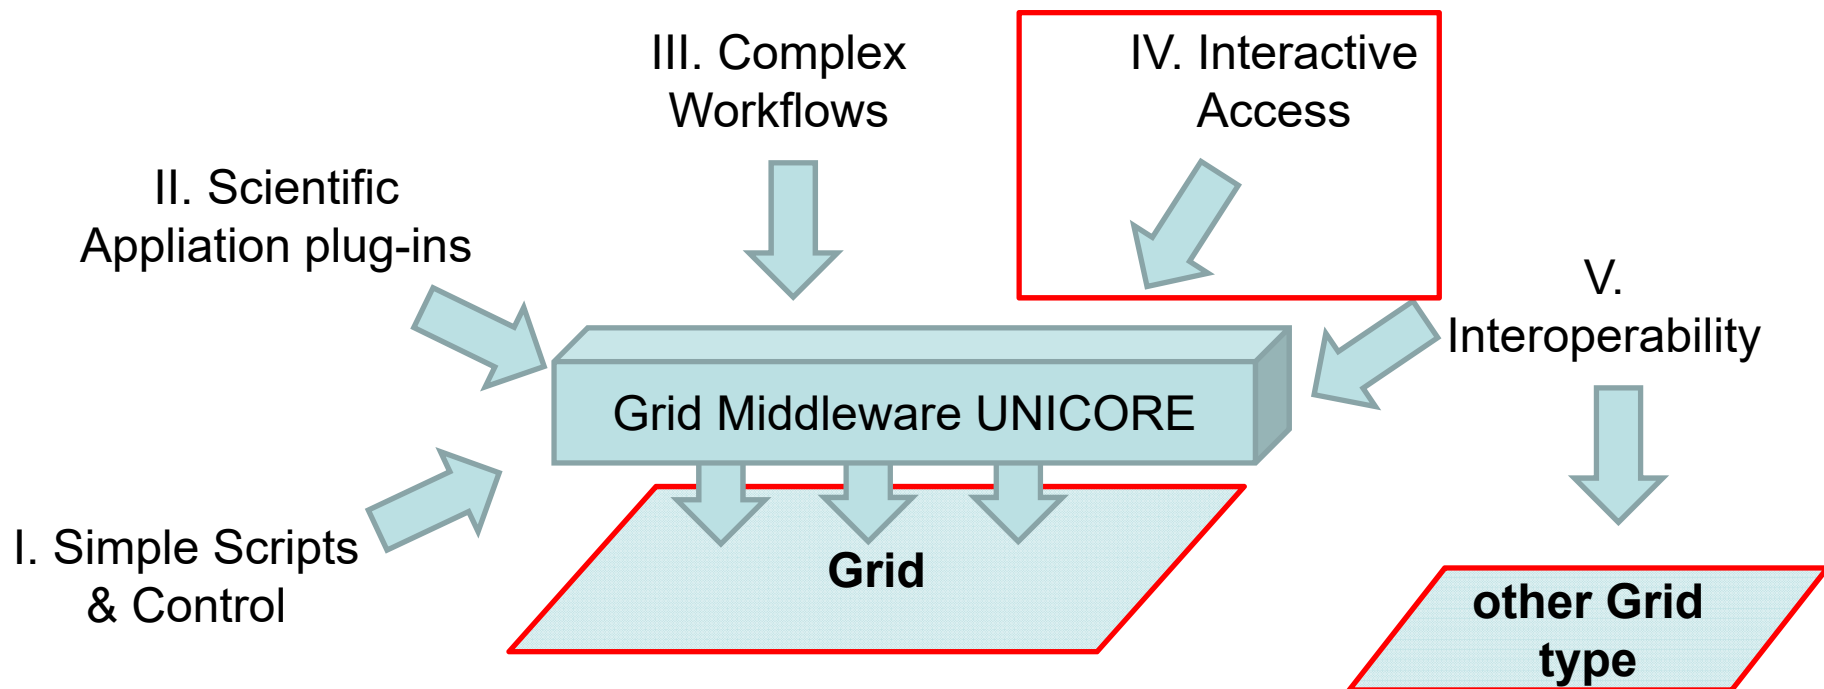 III. Complex
Workflows
IV. Interactive
Access
II. Scientific
Appliation plug-ins
V.
Interoperability
Grid Middleware UNICORE
I. Simple Scripts
& Control
Grid
other Grid
type